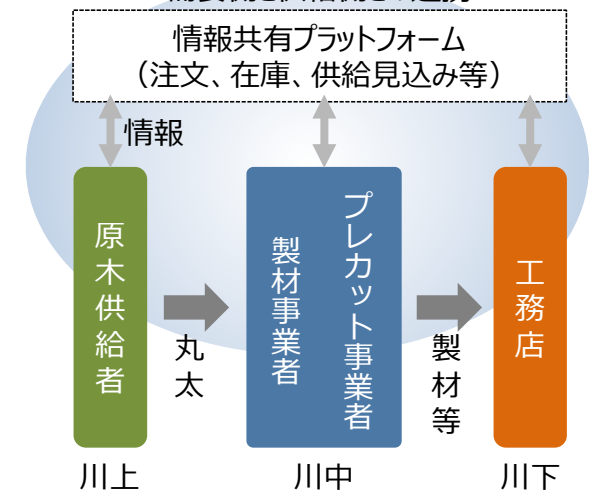 情報共有プラットフォーム
（注文、在庫、供給見込み等）
情報
原木供給者
丸太
製材事業者
プレカット事業者
製材等
工務店
川上
川中
川下